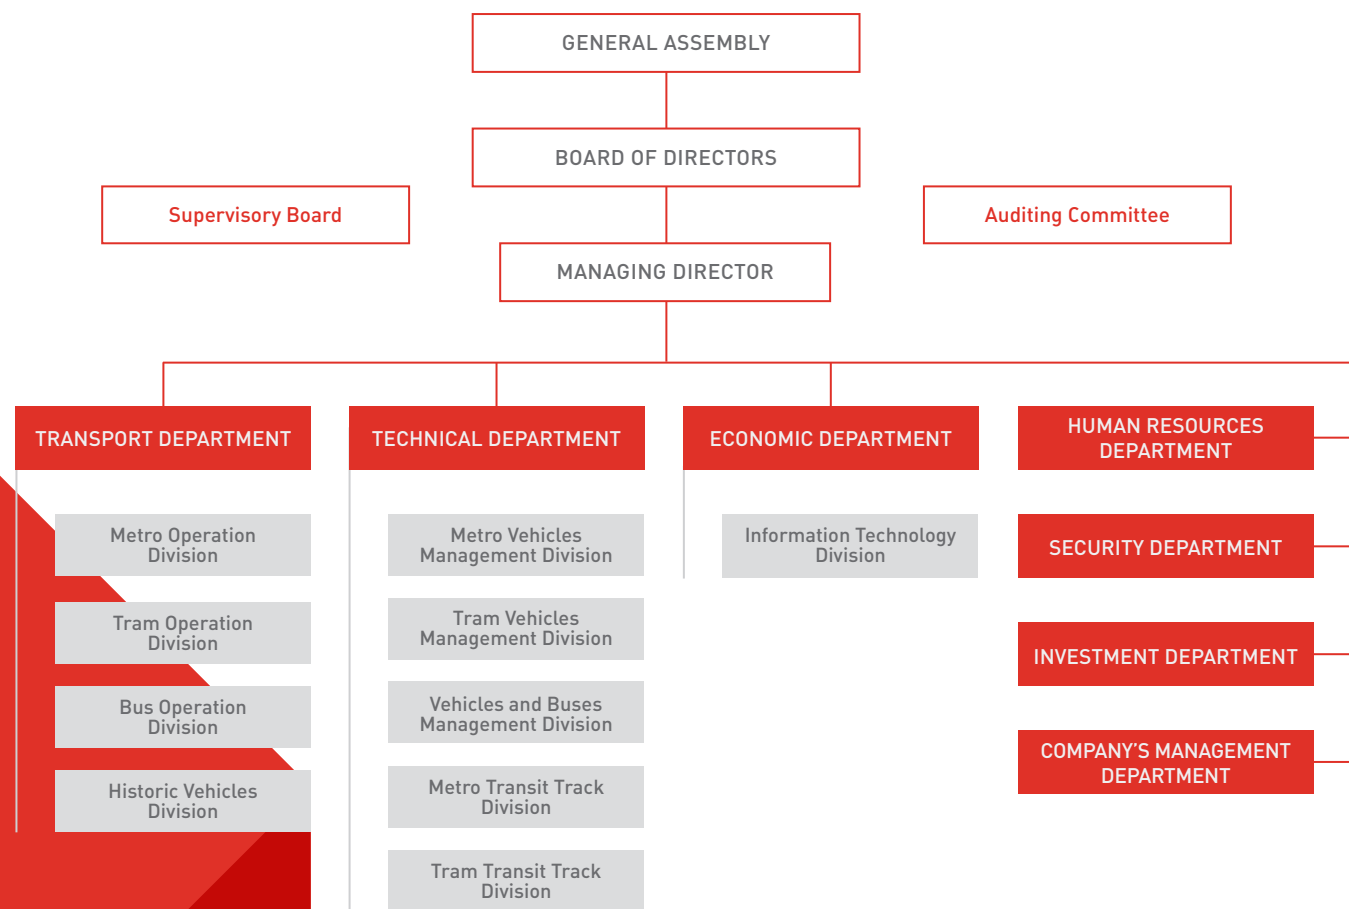 GENERAL ASSEMBLY
BOARD OF DIRECTORS
Supervisory Board
Auditing Committee
MANAGING DIRECTOR
TRANSPORT DEPARTMENT
Metro Operation
Division
Tram Operation
Division
Bus Operation
Division
Historic Vehicles
Division
TECHNICAL DEPARTMENT
Metro Vehicles
Management Division
Tram Vehicles
Management Division
Vehicles and Buses
Management Division
Metro Transit Track
Division
Tram Transit Track
Division
ECONOMIC DEPARTMENT
Information Technology
Division
HUMAN RESOURCES
DEPARTMENT
SECURITY DEPARTMENT
INVESTMENT DEPARTMENT
COMPANY'S MANAGEMENT
DEPARTMENT